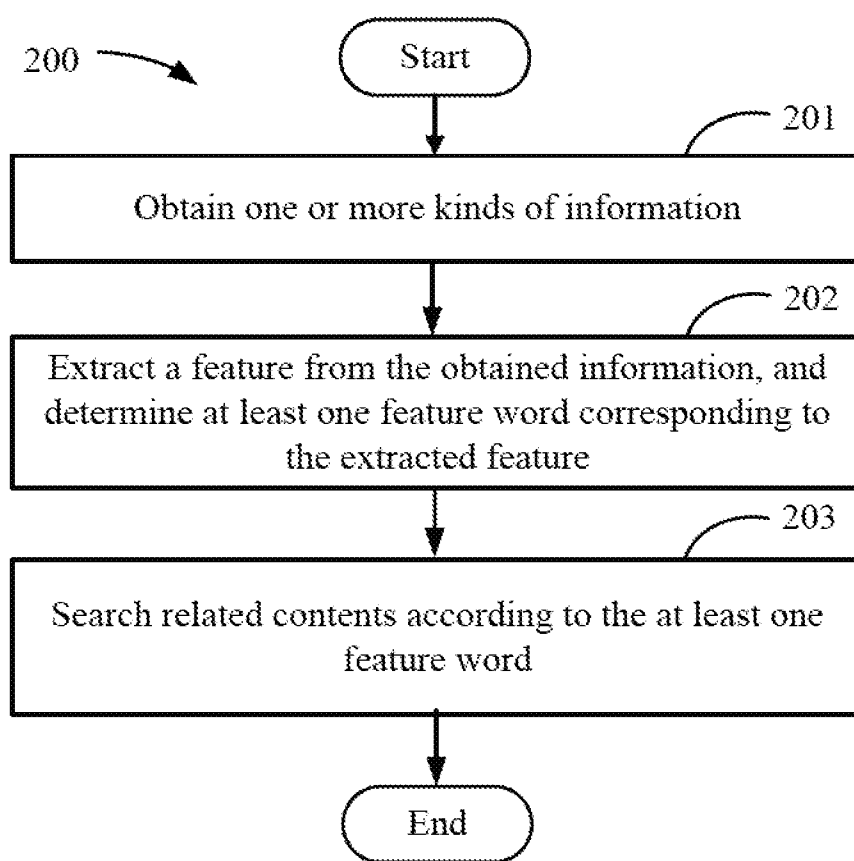 200
Start
201
Obtain one or more kinds of information
202
Extract a feature from the obtained information, and
determine at least one feature word corresponding to
the extracted feature
203
Search related contents according to the at least one
feature word
End